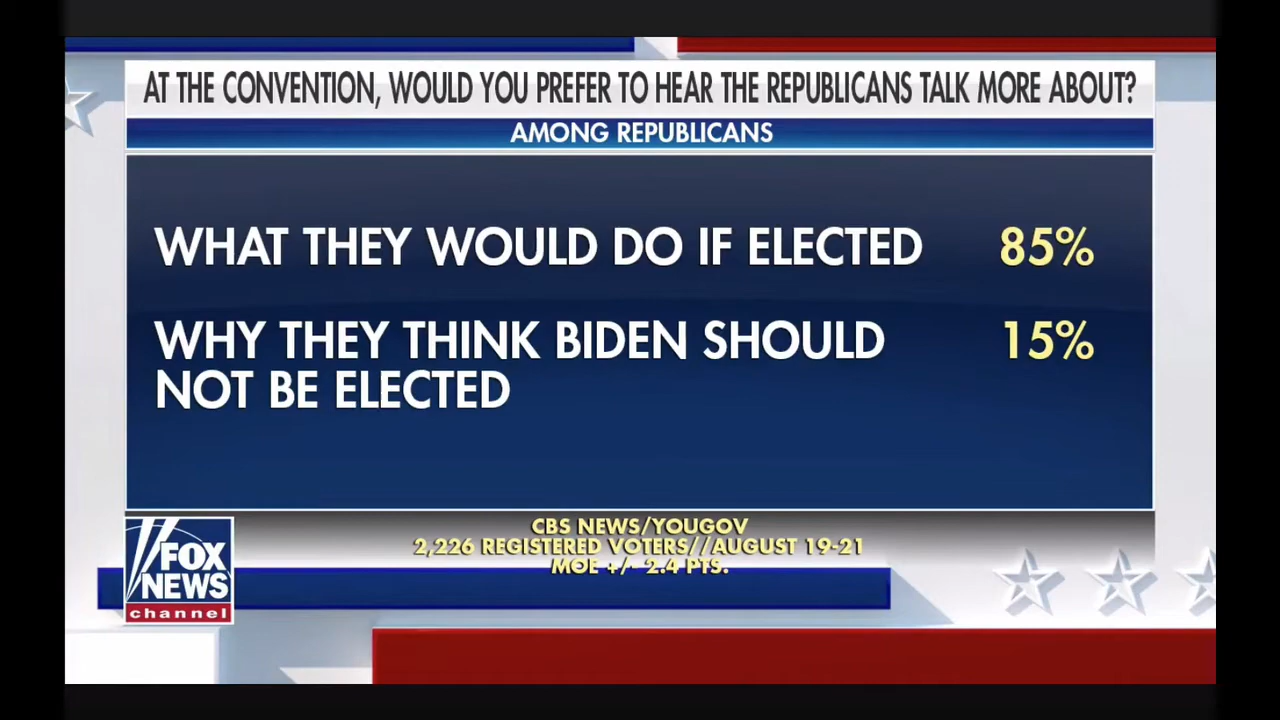 AT THE CONVENTION, WOULD YOU PREFER TO HEAR THE REPUBLICANS TALK MORE ABOUT?
AMONG REPUBLICANS
WHAT THEY WOULD DO IF ELECTED 85%
WHY THEY THINK BIDEN SHOULD 15%
NOT BE ELECTED
CBS NEWS/YOUGOV
2,226 REGISTERED VOTERS//AUGUST 19-21
MOE +/- 2.4 PTS.
FOX
NEWS
channel